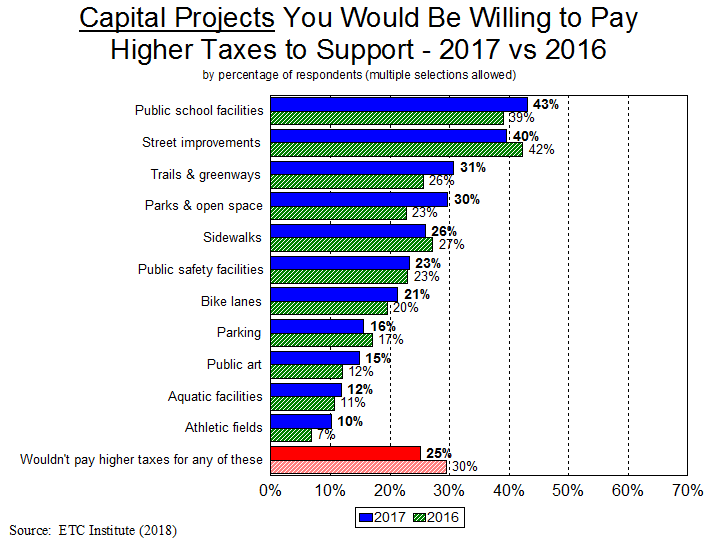 Capital Projects You Would Be Willing to Pay
Higher Taxes to Support - 2017 vs 2016
by percentage of respondents (multiple selections allowed)
Public school facilities 43%
39%
Street improvements 40%
42%
Trails & greenways 31%
26%
Parks & open space 30%
23%
Sidewalks 26%
27%
Public safety facilities 23%
23%
Bike lanes 21%
20%
Parking 16%
17%
Public art 15%
12%
Aquatic facilities 12%
11%
Athletic fields 10%
7%
Wouldn't pay higher taxes for any of these 25%
30%
0% 10% 20% 30% 40% 50% 60% 70%
2017 2016
Source: ETC Institute (2018)